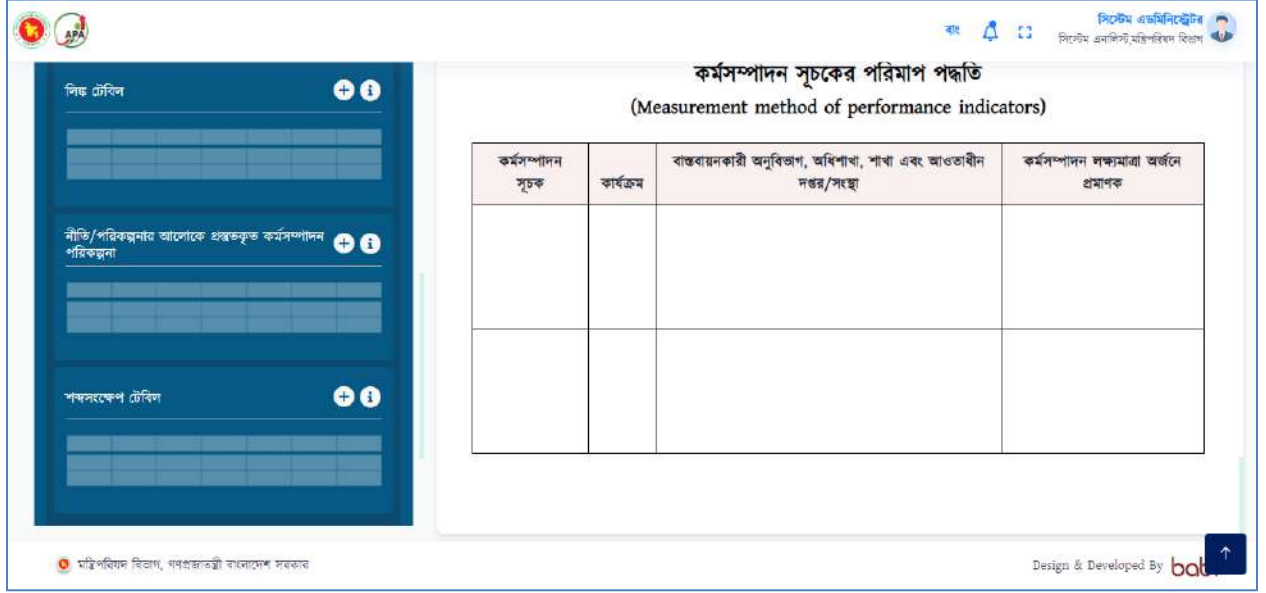 APA
বাং
সিস্টেম এডমিনিস্ট্রেটর
সিস্টেম এনালিস্ট,মন্ত্রিপরিষদ বিভাগ
লিঙ্ক টেবিল
নীতি/পরিকল্পনার আলোকে প্রস্তুতকৃত কর্মসম্পাদন
পরিকল্পনা
শব্দসংক্ষেপ টেবিল
কর্মসম্পাদন সূচকের পরিমাপ পদ্ধতি
(Measurement method of performance indicators)
কর্মসম্পাদন
সূচক
কার্যক্রম
বাস্তবায়নকারী অনুবিভাগ, অধিশাখা, শাখা এবং আওতাধীন
দপ্তর/সংস্থা
কর্মসম্পাদন লক্ষ্যমাত্রা অর্জনে
প্রমাণক
মন্ত্রিপরিষদ বিভাগ, গণপ্রজাতন্ত্রী বাংলাদেশ সরকার
Design & Developed By